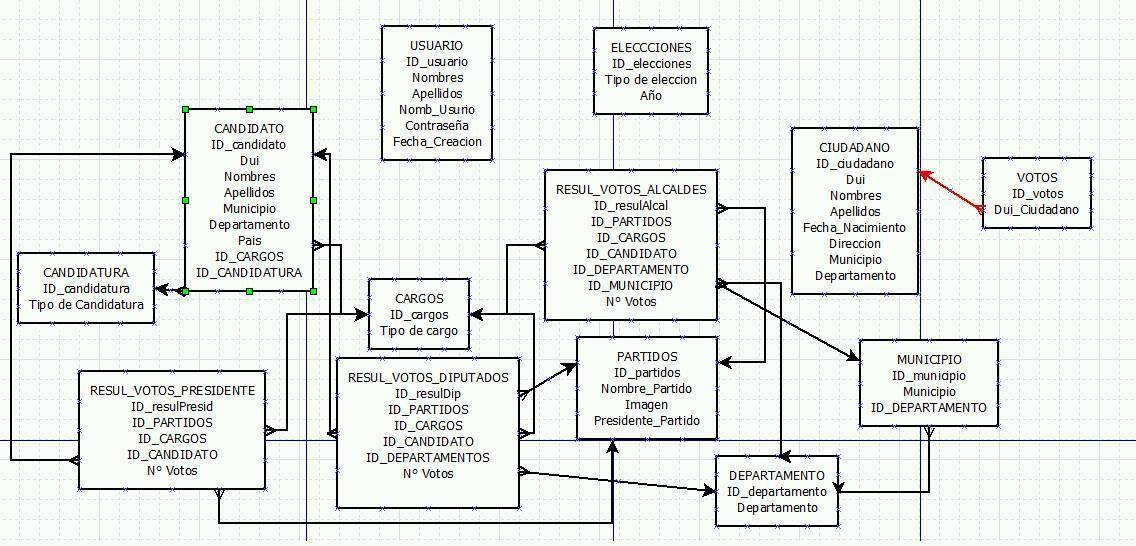 USUARIO
ID_usuario
Nombres
Apellidos
Nomb_Usurio
Contraseña
Fecha_Creacion
ELECCCIONES
ID_elecciones
Tipo de eleccion
Año
CANDIDATO
ID_candidato
Dui
Nombres
Apellidos
Municipio
Departamento
Pais
ID_CARGOS
ID_CANDIDATURA
CIUDADANO
ID_ciudadano
Dui
Nombres
Apellidos
Fecha_Nacimiento
Direccion
Municipio
Departamento
VOTOS
ID_votos
Dui_Ciudadano
RESUL_VOTOS_ALCALDES
ID_resulAlcal
ID_PARTIDOS
ID_CARGOS
ID_CANDIDATO
ID_DEPARTAMENTO
ID_MUNICIPIO
Nº Votos
CANDIDATURA
ID_candidatura
Tipo de Candidatura
CARGOS
ID_cargos
Tipo de cargo
PARTIDOS
ID_partidos
Nombre_Partido
Imagen
Presidente_Partido
MUNICIPIO
ID_municipio
Municipio
ID_DEPARTAMENTO
RESUL_VOTOS_PRESIDENTE
ID_resulPresid
ID_PARTIDOS
ID_CARGOS
ID_CANDIDATO
Nº Votos
RESUL_VOTOS_DIPUTADOS
ID_resulDip
ID_PARTIDOS
ID_CARGOS
ID_CANDIDATO
ID_DEPARTAMENTOS
Nº Votos
DEPARTAMENTO
ID_departamento
Departamento